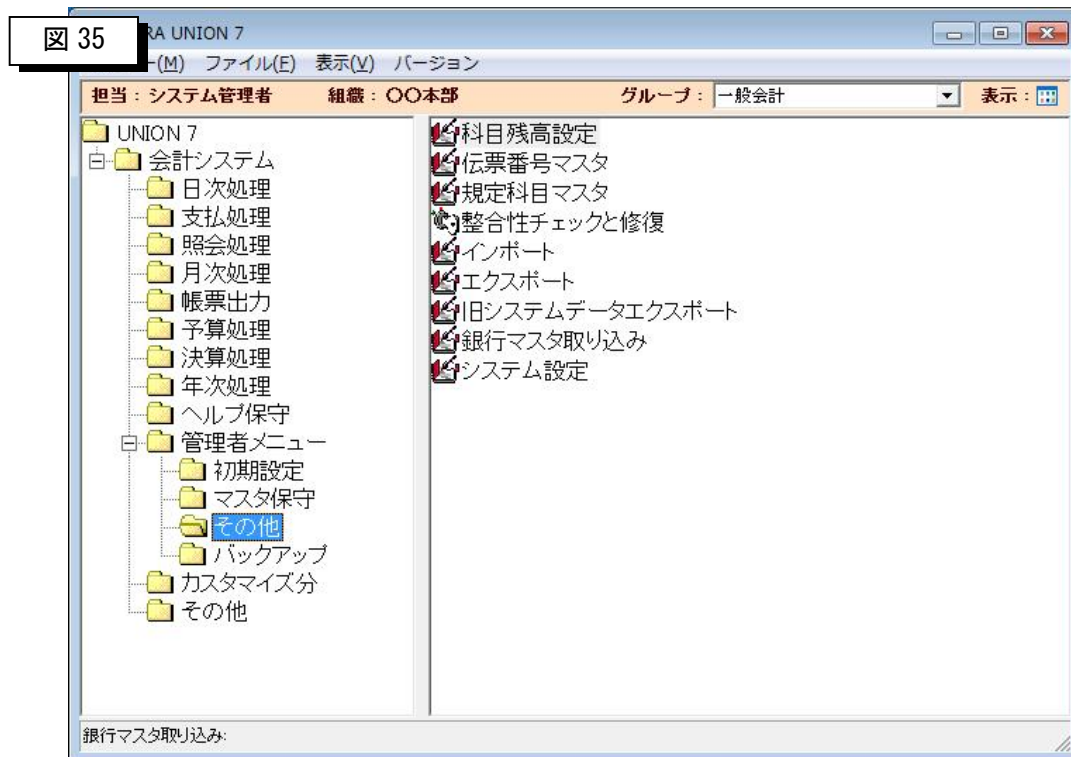 図 35
RA UNION 7
(M) ファイル(F) 表示(V) バージョン
担当：システム管理者 組織：〇〇本部 グループ：一般会計 表示：
UNION 7
会計システム
日次処理
支払処理
照会処理
月次処理
帳票出力
予算処理
決算処理
年次処理
ヘルプ保守
管理者メニュー
初期設定
マスタ保守
その他
バックアップ
カスタマイズ分
その他
科目残高設定
伝票番号マスタ
規定科目マスタ
整合性チェックと修復
インポート
エクスポート
旧システムデータエクスポート
銀行マスタ取り込み
システム設定
銀行マスタ取り込み: